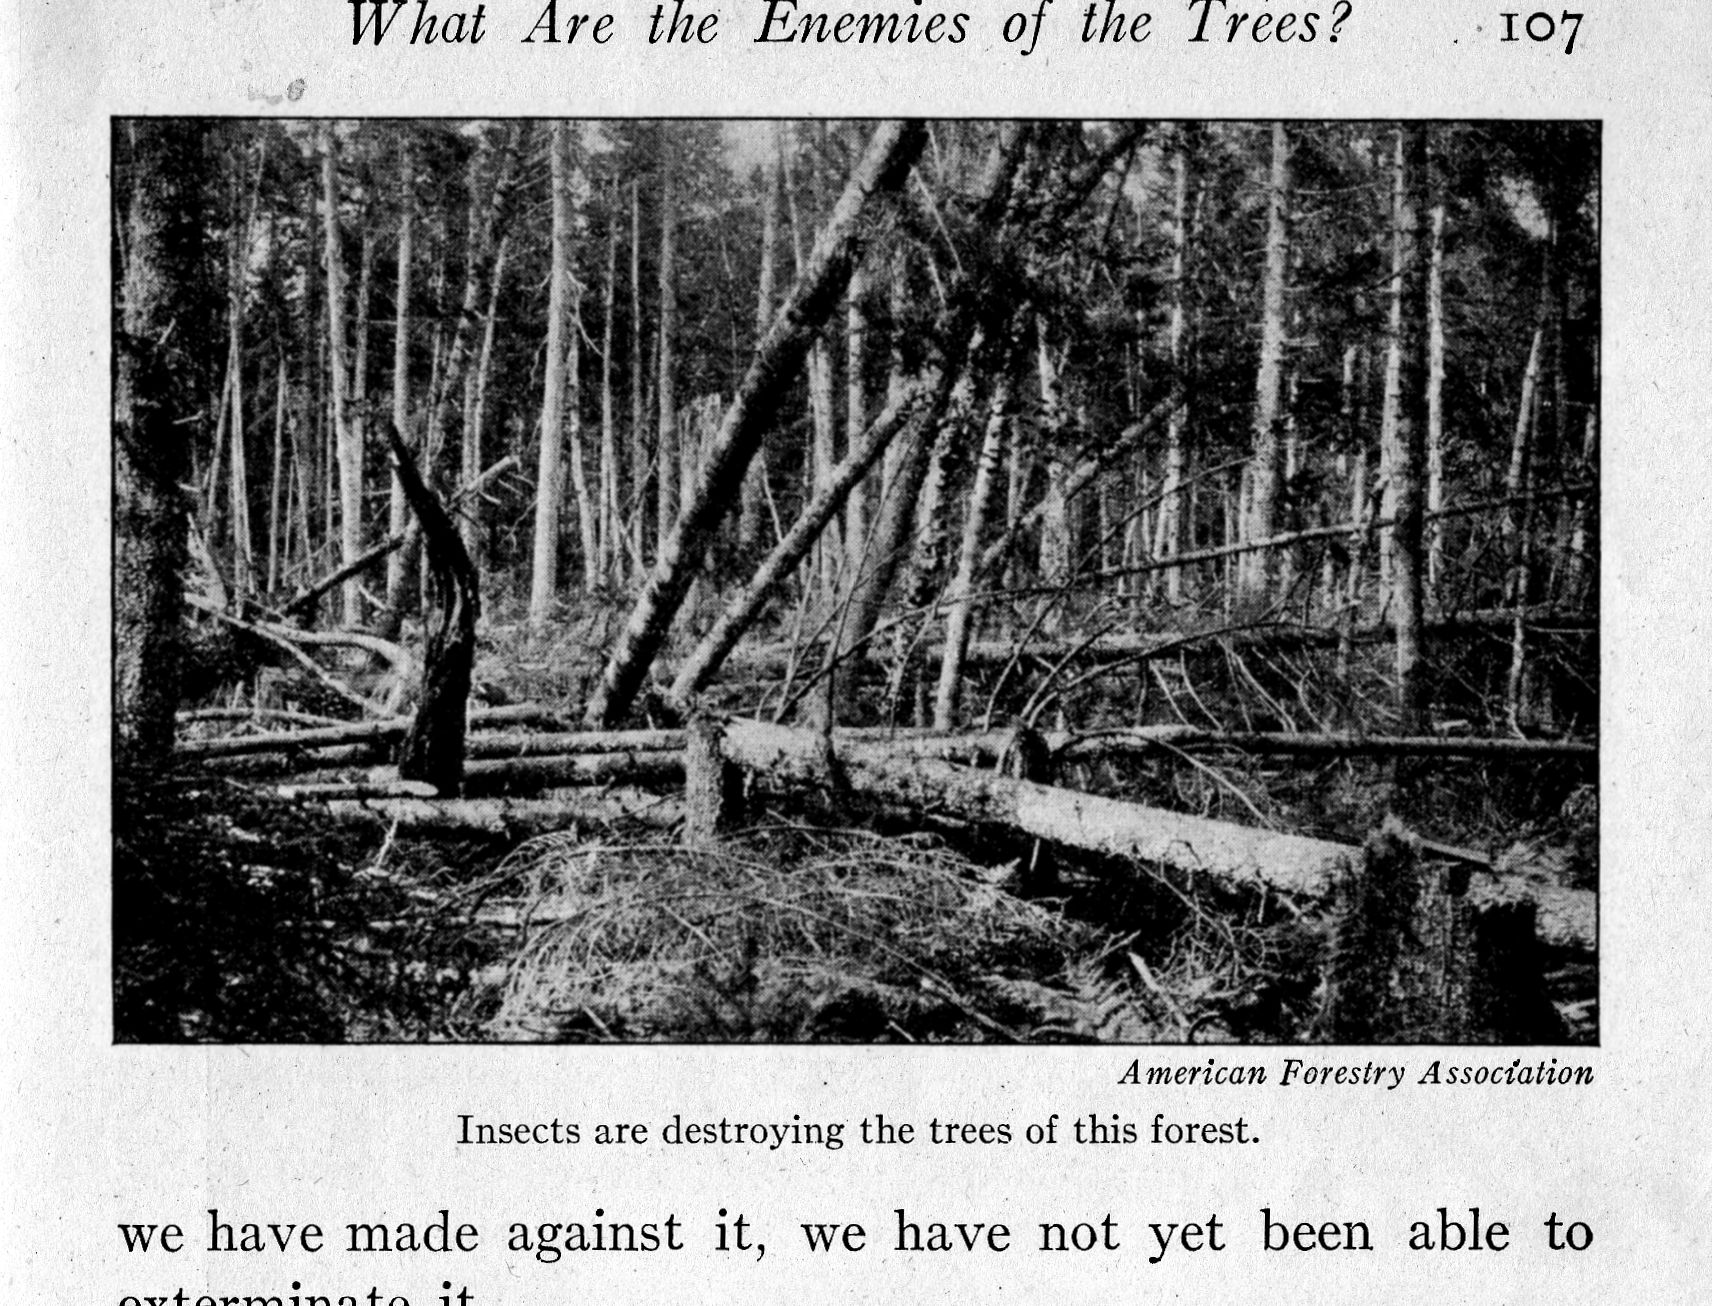 What Are the Enemies of the Trees? 107
American Forestry Association
Insects are destroying the trees of this forest.
we have made against it, we have not yet been able to
exterminate it